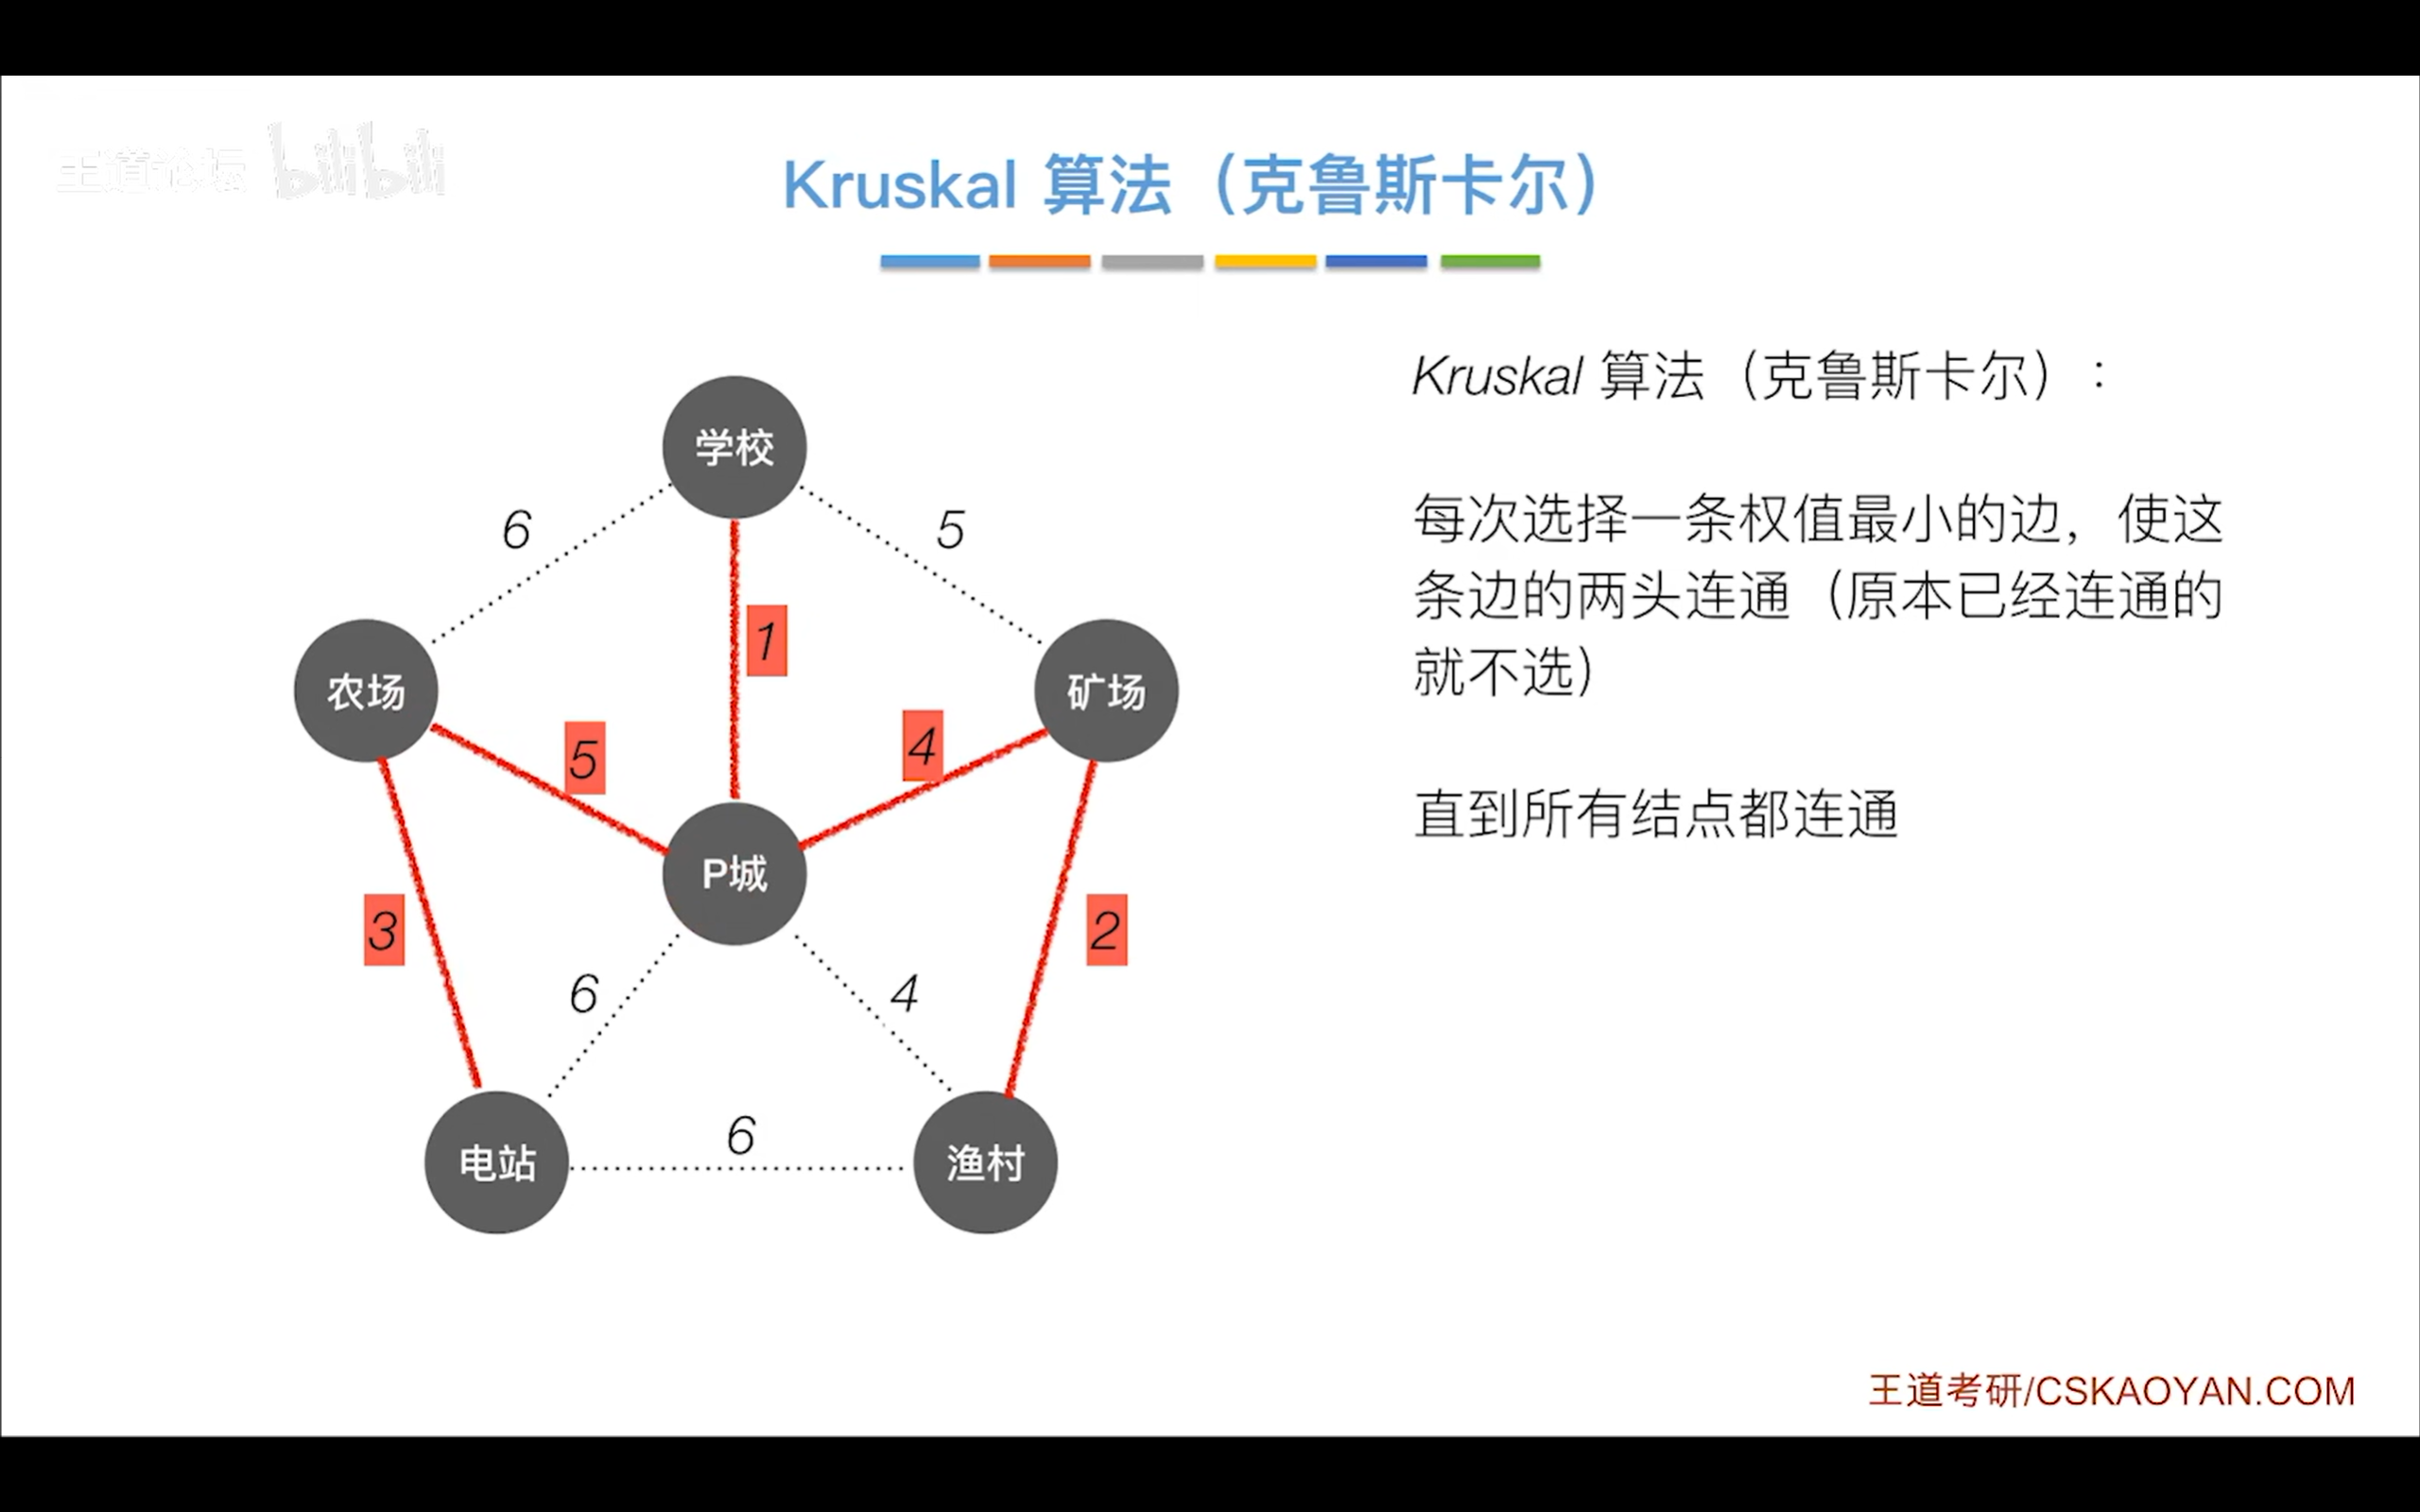 王道论坛 bilibili
Kruskal 算法（克鲁斯卡尔）
Kruskal 算法（克鲁斯卡尔）：
每次选择一条权值最小的边，使这
条边的两头连通（原本已经连通的
就不选）
直到所有结点都连通
学校
6
5
1
农场
矿场
5
4
P城
3
2
6
4
6
电站
渔村
王道考研/CSKAOYAN.COM